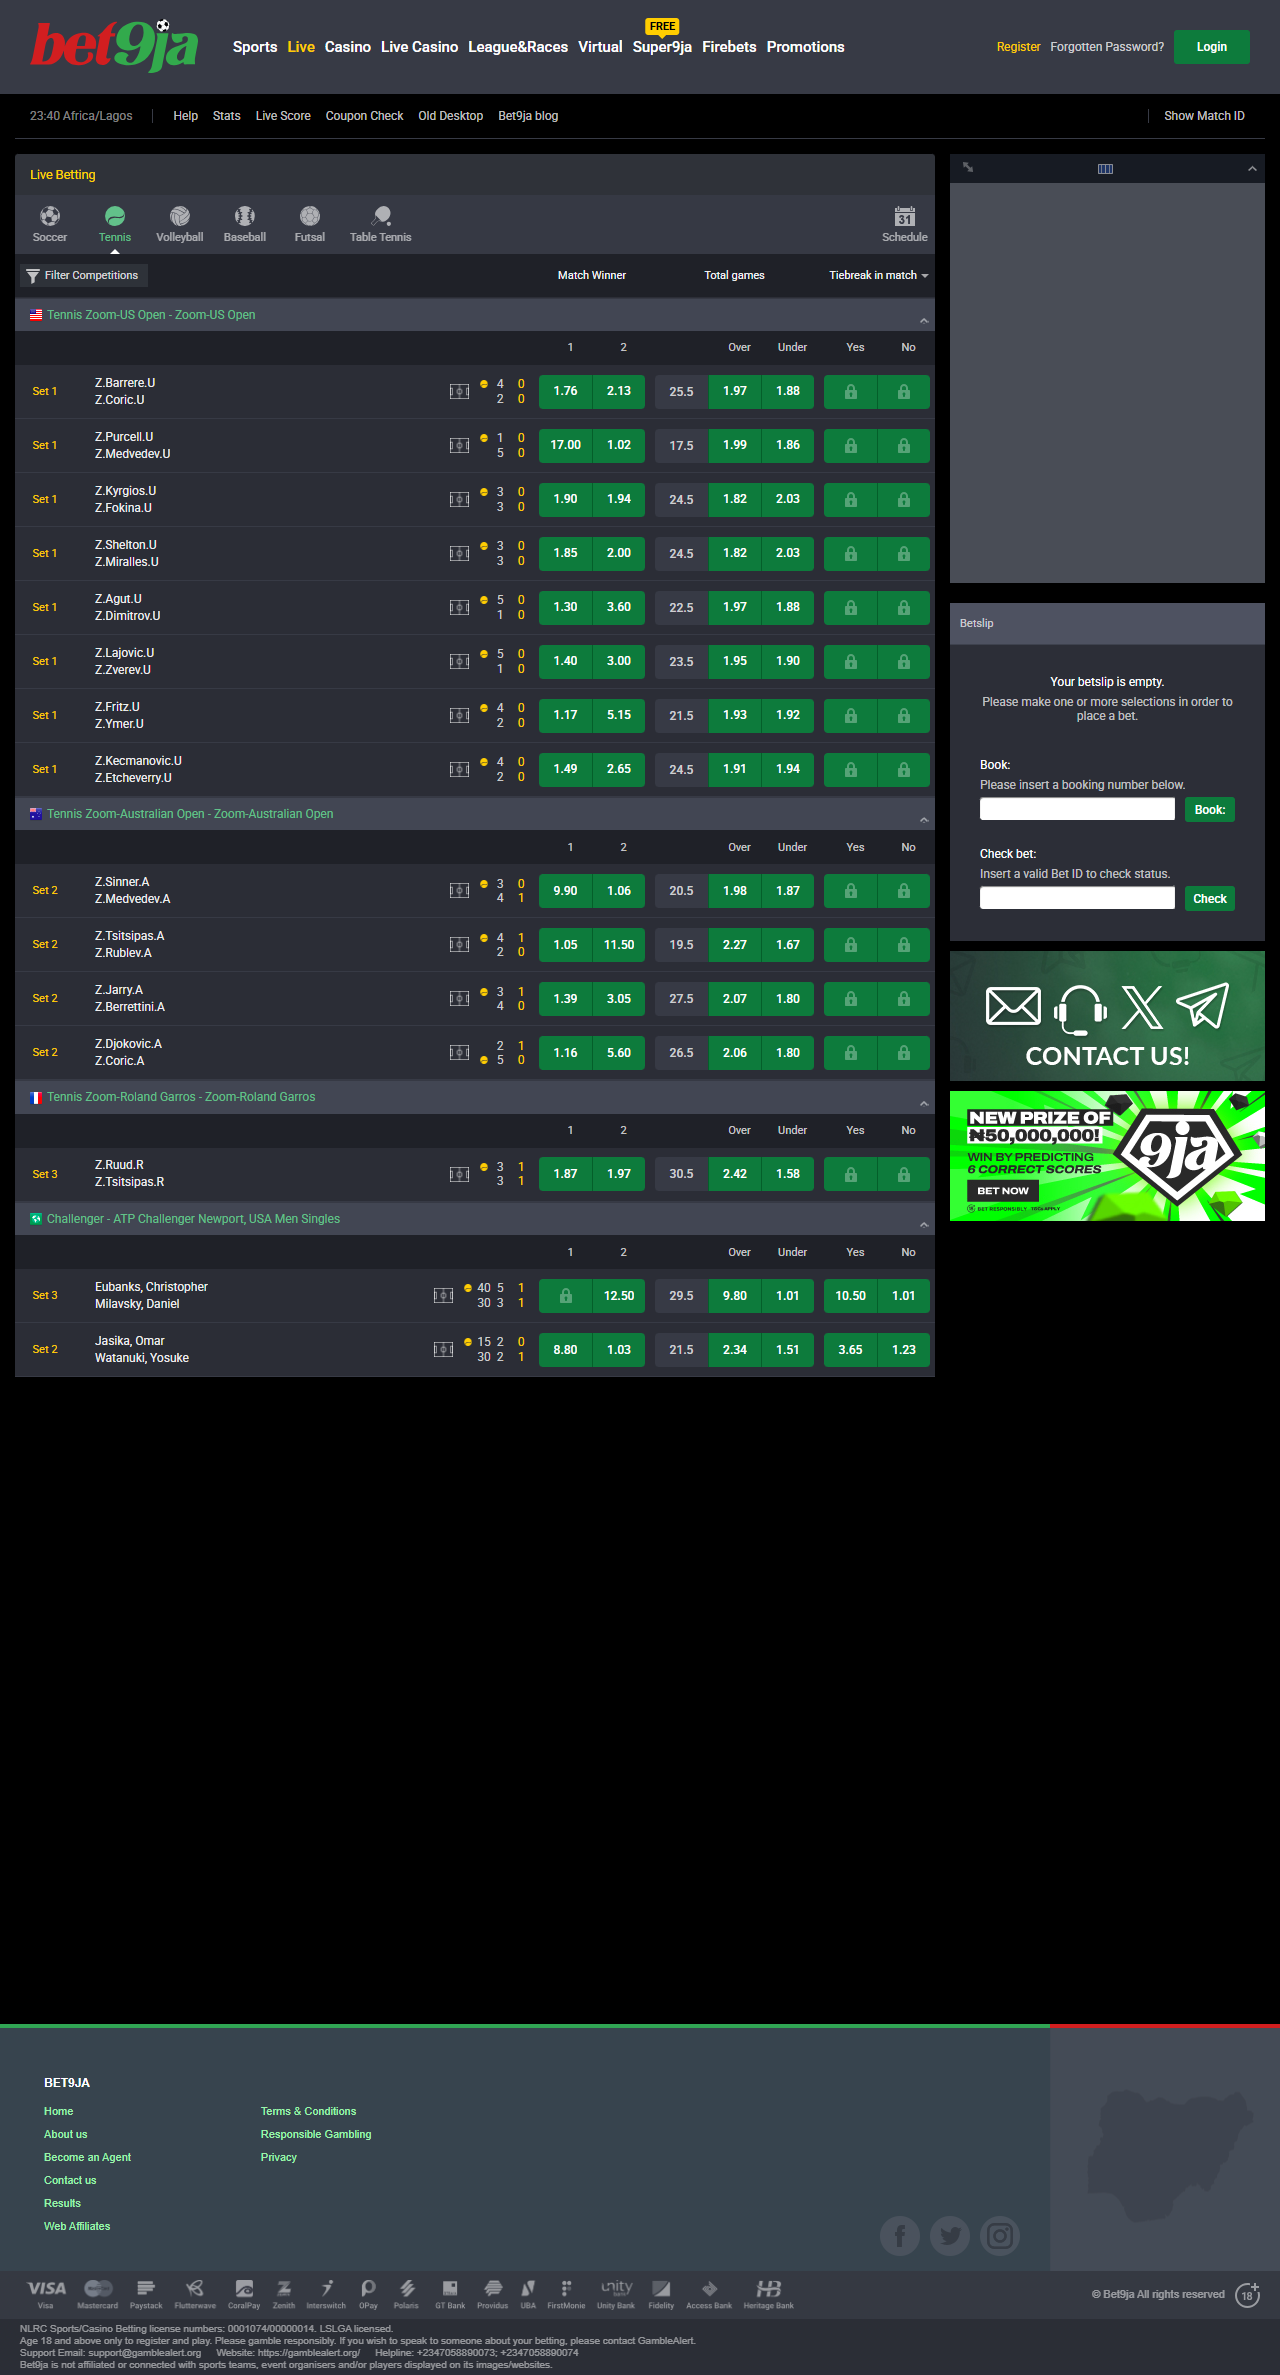 bet9ja
FREE
Sports Live Casino Live Casino League&Races Virtual Super9ja Firebets Promotions
Register Forgotten Password? Login
23:40 Africa/Lagos Help Stats Live Score Coupon Check Old Desktop Bet9ja blog Show Match ID
Live Betting
Soccer Tennis Volleyball Baseball Futsal Table Tennis 31 Schedule
Filter Competitions Match Winner Total games Tiebreak in match
Tennis Zoom-US Open - Zoom-US Open
1 2 Over Under Yes No
Z.Barrere.U 4 0
Set 1 1.76 2.13 25.5 1.97 1.88
Z.Coric.U 2 0
Z.Purcell.U 1 0
Set 1 17.00 1.02 17.5 1.99 1.86
Z.Medvedev.U 5 0
Z.Kyrgios.U 3 0
Set 1 1.90 1.94 24.5 1.82 2.03
Z.Fokina.U 3 0
Z.Shelton.U 3 0
Set 1 1.85 2.00 24.5 1.82 2.03
Z.Miralles.U 3 0
Z.Agut.U 5 0
Set 1 1.30 3.60 22.5 1.97 1.88
Z.Dimitrov.U 1 0
Z.Lajovic.U 5 0
Set 1 1.40 3.00 23.5 1.95 1.90
Z.Zverev.U 1 0
Z.Fritz.U 4 0
Set 1 1.17 5.15 21.5 1.93 1.92
Z.Ymer.U 2 0
Z.Kecmanovic.U 4 0
Set 1 1.49 2.65 24.5 1.91 1.94
Z.Etcheverry.U 2 0
Tennis Zoom-Australian Open - Zoom-Australian Open
1 2 Over Under Yes No
Z.Sinner.A 3 0
Set 2 9.90 1.06 20.5 1.98 1.87
Z.Medvedev.A 4 1
Z.Tsitsipas.A 4 1
Set 2 1.05 11.50 19.5 2.27 1.67
Z.Rublev.A 2 0
Z.Jarry.A 3 1
Set 2 1.39 3.05 27.5 2.07 1.80
Z.Berrettini.A 4 0
Z.Djokovic.A 2 1
Set 2 1.16 5.60 26.5 2.06 1.80
Z.Coric.A 5 0
Tennis Zoom-Roland Garros - Zoom-Roland Garros
1 2 Over Under Yes No
Z.Ruud.R 3 1
Set 3 1.87 1.97 30.5 2.42 1.58
Z.Tsitsipas.R 3 1
Challenger - ATP Challenger Newport, USA Men Singles
1 2 Over Under Yes No
Eubanks, Christopher 40 5 1
Set 3 12.50 29.5 9.80 1.01 10.50 1.01
Milavsky, Daniel 30 3 1
Jasika, Omar 15 2 0
Set 2 8.80 1.03 21.5 2.34 1.51 3.65 1.23
Watanuki, Yosuke 30 2 1
Betslip
Your betslip is empty.
Please make one or more selections in order to
place a bet.
Book:
Please insert a booking number below.
Book:
Check bet:
Insert a valid Bet ID to check status.
Check
CONTACT US!
NEW PRIZE OF
₦50,000,000!
WIN BY PREDICTING
6 CORRECT SCORES
BET NOW
BET RESPONSIBLY · T&Cs APPLY
9ja
BET9JA
Home Terms & Conditions
About us Responsible Gambling
Become an Agent Privacy
Contact us
Results
Web Affiliates
VISA unity HB
Visa Mastercard Paystack Flutterwave CoralPay Zenith Interswitch OPay Polaris GT Bank Providus UBA FirstMonie Unity Bank Fidelity Access Bank Heritage Bank
© Bet9ja All rights reserved 18+
NLRC Sports/Casino Betting license numbers: 0001074/00000014. LSLGA licensed.
Age 18 and above only to register and play. Please gamble responsibly. If you wish to speak to someone about your betting, please contact GambleAlert.
Support Email: support@gamblealert.org Website: https://gamblealert.org/ Helpline: +2347058890073; +2347058890074
Bet9ja is not affiliated or connected with sports teams, event organisers and/or players displayed on its images/websites.